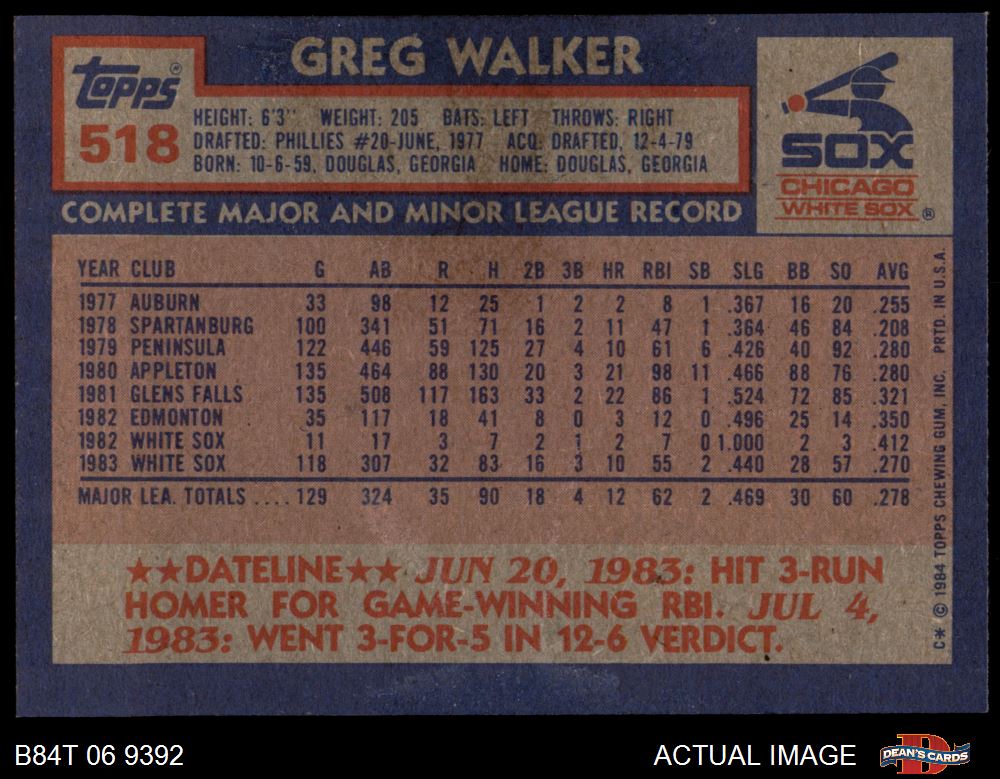 GREG WALKER
Topps®
518
HEIGHT: 6'3" WEIGHT: 205 BATS: LEFT THROWS: RIGHT
DRAFTED: PHILLIES #20-JUNE, 1977 ACQ: DRAFTED, 12-4-79
BORN: 10-6-59, DOUGLAS, GEORGIA HOME: DOUGLAS, GEORGIA
SOX
CHICAGO
WHITE SOX ®
COMPLETE MAJOR AND MINOR LEAGUE RECORD
YEAR CLUB G AB R H 2B 3B HR RBI SB SLG BB SO AVG
1977 AUBURN 33 98 12 25 1 2 2 8 1 .367 16 20 .255
1978 SPARTANBURG 100 341 51 71 16 2 11 47 1 .364 46 84 .208
1979 PENINSULA 122 446 59 125 27 4 10 61 6 .426 40 92 .280
1980 APPLETON 135 464 88 130 20 3 21 98 11 .466 88 76 .280
1981 GLENS FALLS 135 508 117 163 33 2 22 86 1 .524 72 85 .321
1982 EDMONTON 35 117 18 41 8 0 3 12 0 .496 25 14 .350
1982 WHITE SOX 11 17 3 7 2 1 2 7 0 1.000 2 3 .412
1983 WHITE SOX 118 307 32 83 16 3 10 55 2 .440 28 57 .270
MAJOR LEA. TOTALS .... 129 324 35 90 18 4 12 62 2 .469 30 60 .278
★★DATELINE★★ JUN 20, 1983: HIT 3-RUN
HOMER FOR GAME-WINNING RBI. JUL 4,
1983: WENT 3-FOR-5 IN 12-6 VERDICT.
C* © 1984 TOPPS CHEWING GUM, INC. PRTD. IN U.S.A.
B84T 06 9392
ACTUAL IMAGE
DEAN'S CARDS